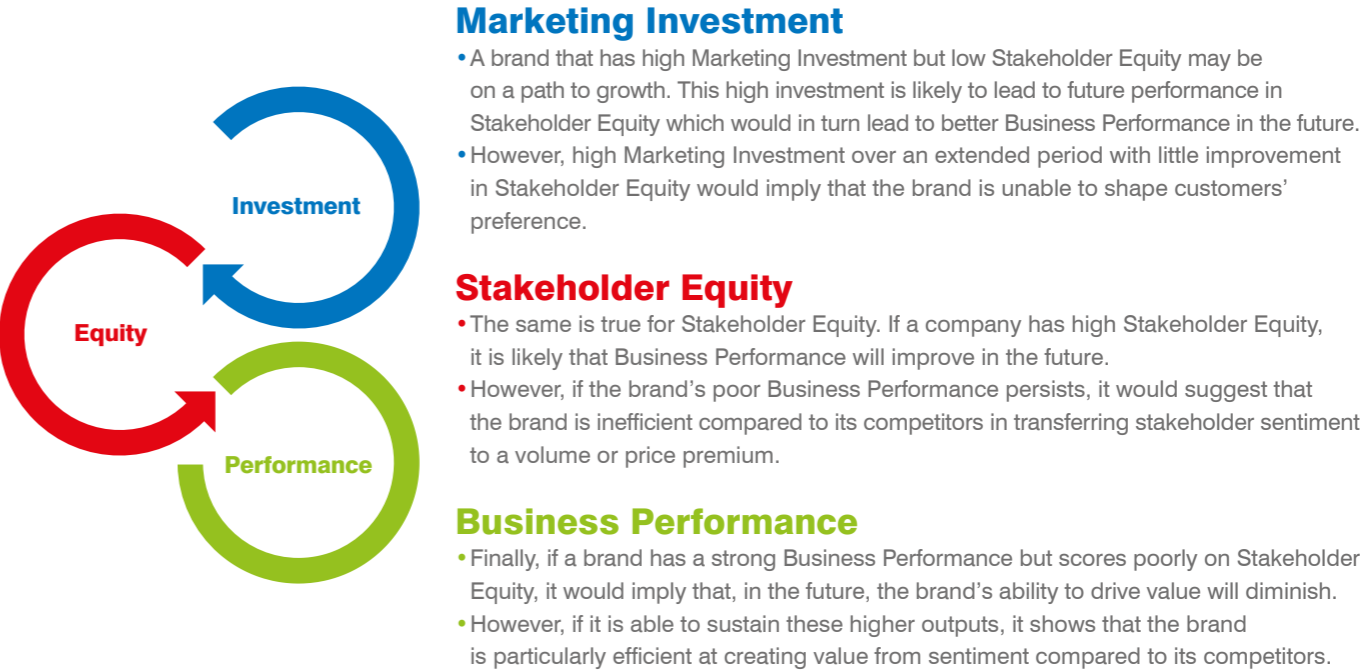 Marketing Investment
•A brand that has high Marketing Investment but low Stakeholder Equity may be
on a path to growth. This high investment is likely to lead to future performance in
Stakeholder Equity which would in turn lead to better Business Performance in the future.
•However, high Marketing Investment over an extended period with little improvement
in Stakeholder Equity would imply that the brand is unable to shape customers’
preference.
Investment
Stakeholder Equity
•The same is true for Stakeholder Equity. If a company has high Stakeholder Equity,
it is likely that Business Performance will improve in the future.
•However, if the brand’s poor Business Performance persists, it would suggest that
the brand is inefficient compared to its competitors in transferring stakeholder sentiment
to a volume or price premium.
Equity
Business Performance
•Finally, if a brand has a strong Business Performance but scores poorly on Stakeholder
Equity, it would imply that, in the future, the brand’s ability to drive value will diminish.
•However, if it is able to sustain these higher outputs, it shows that the brand
is particularly efficient at creating value from sentiment compared to its competitors.
Performance